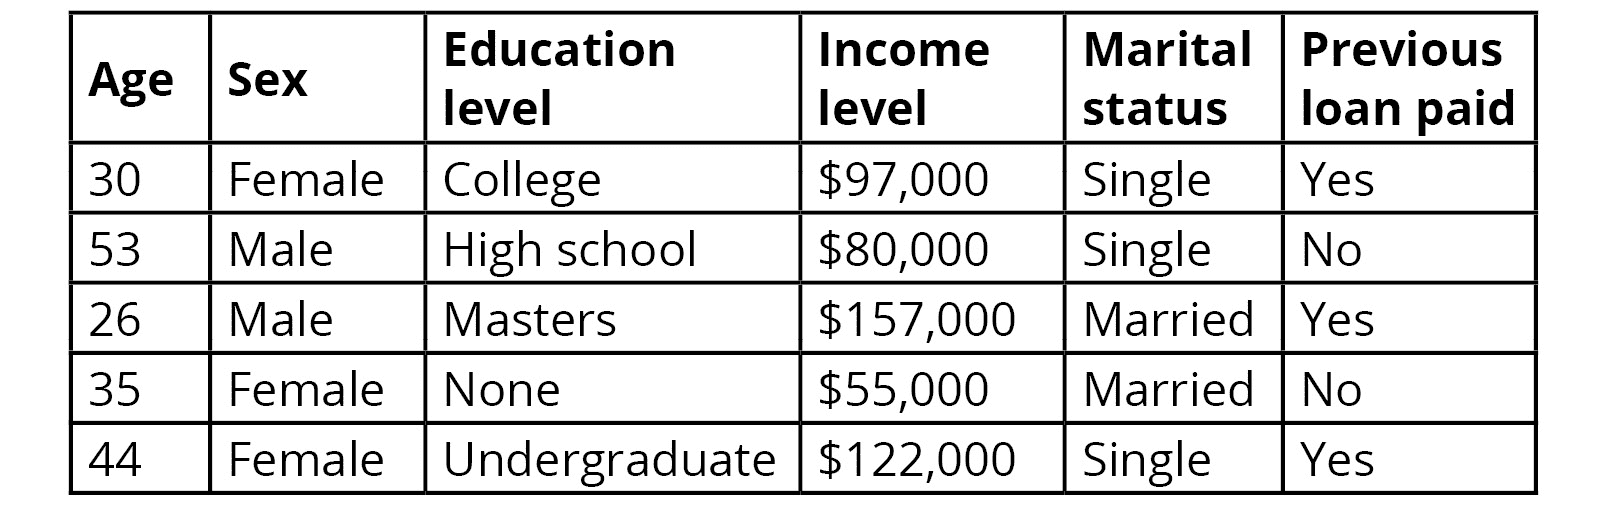 Age Sex Education level Income level Marital status Previous loan paid
30 Female College $97,000 Single Yes
53 Male High school $80,000 Single No
26 Male Masters $157,000 Married Yes
35 Female None $55,000 Married No
44 Female Undergraduate $122,000 Single Yes